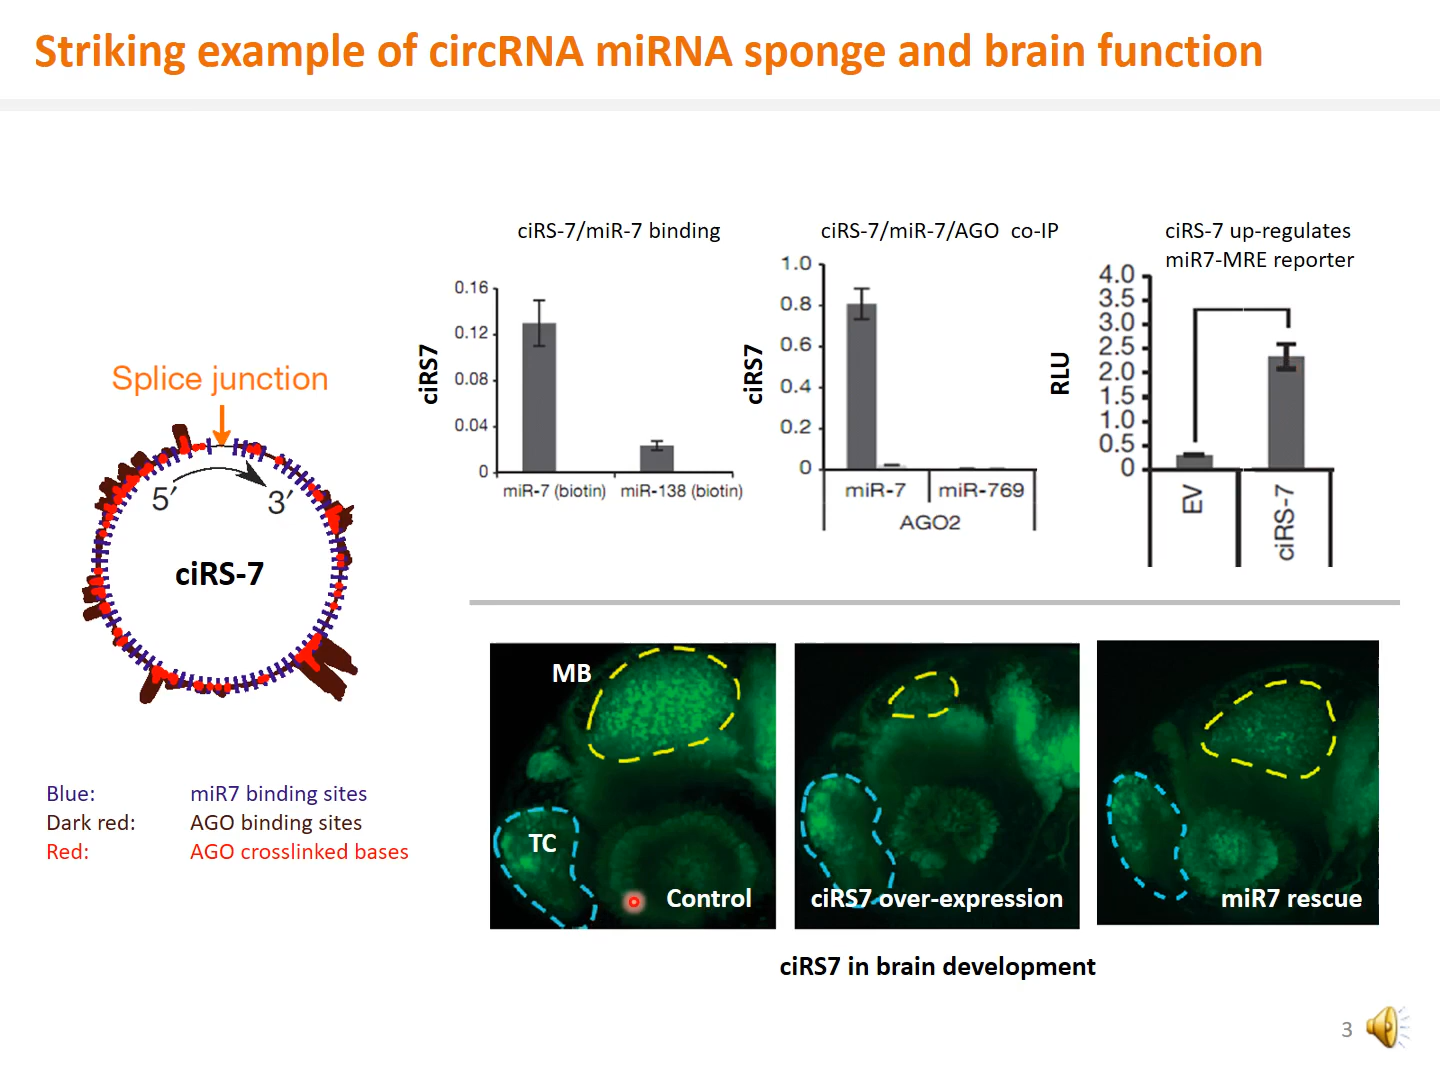 Striking example of circRNA miRNA sponge and brain function
Splice junction
5′
3′
ciRS-7
Blue: miR7 binding sites
Dark red: AGO binding sites
Red: AGO crosslinked bases
ciRS-7/miR-7 binding
ciRS7
0.16
0.12
0.08
0.04
0
miR-7 (biotin) miR-138 (biotin)
ciRS-7/miR-7/AGO co-IP
ciRS7
1.0
0.8
0.6
0.4
0.2
0
miR-7 miR-769
AGO2
ciRS-7 up-regulates
miR7-MRE reporter
RLU
4.0
3.5
3.0
2.5
2.0
1.5
1.0
0.5
0
EV
ciRS-7
MB
TC
Control
ciRS7 over-expression
miR7 rescue
ciRS7 in brain development
3